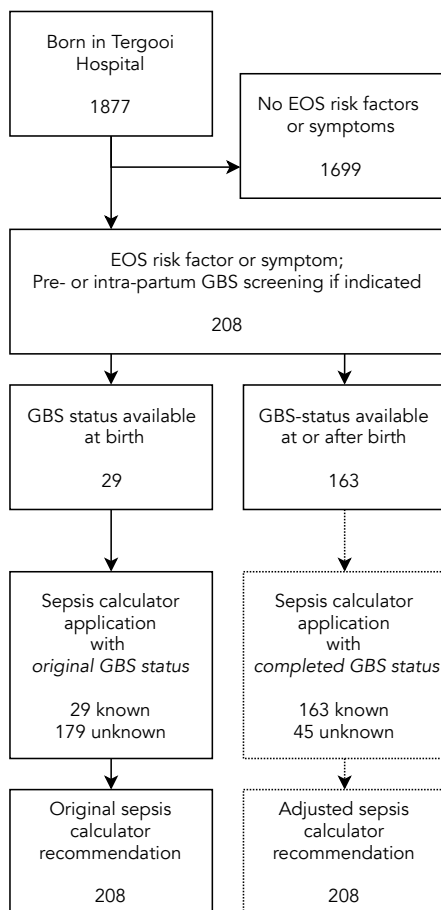 Born in Tergooi
Hospital
1877
No EOS risk factors
or symptoms
1699
EOS risk factor or symptom;
Pre- or intra-partum GBS screening if indicated
208
GBS status available
at birth
29
GBS-status available
at or after birth
163
Sepsis calculator
application
with
original GBS status
29 known
179 unknown
Sepsis calculator
application
with
completed GBS status
163 known
45 unknown
Original sepsis
calculator
recommendation
208
Adjusted sepsis
calculator
recommendation
208